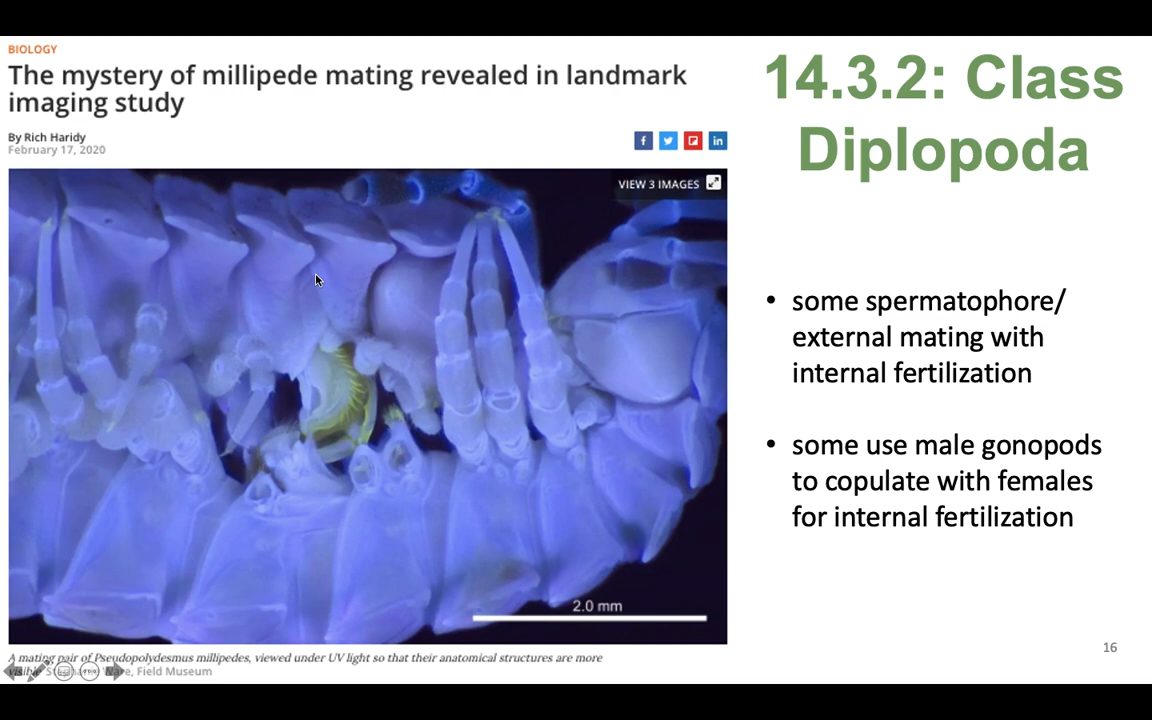 BIOLOGY
The mystery of millipede mating revealed in landmark
imaging study
By Rich Haridy
February 17, 2020
VIEW 3 IMAGES
2.0 mm
A mating pair of Pseudopolydesmus millipedes, viewed under UV light so that their anatomical structures are more
Field Museum
14.3.2: Class
Diplopoda
• some spermatophore/
external mating with
internal fertilization
• some use male gonopods
to copulate with females
for internal fertilization
16